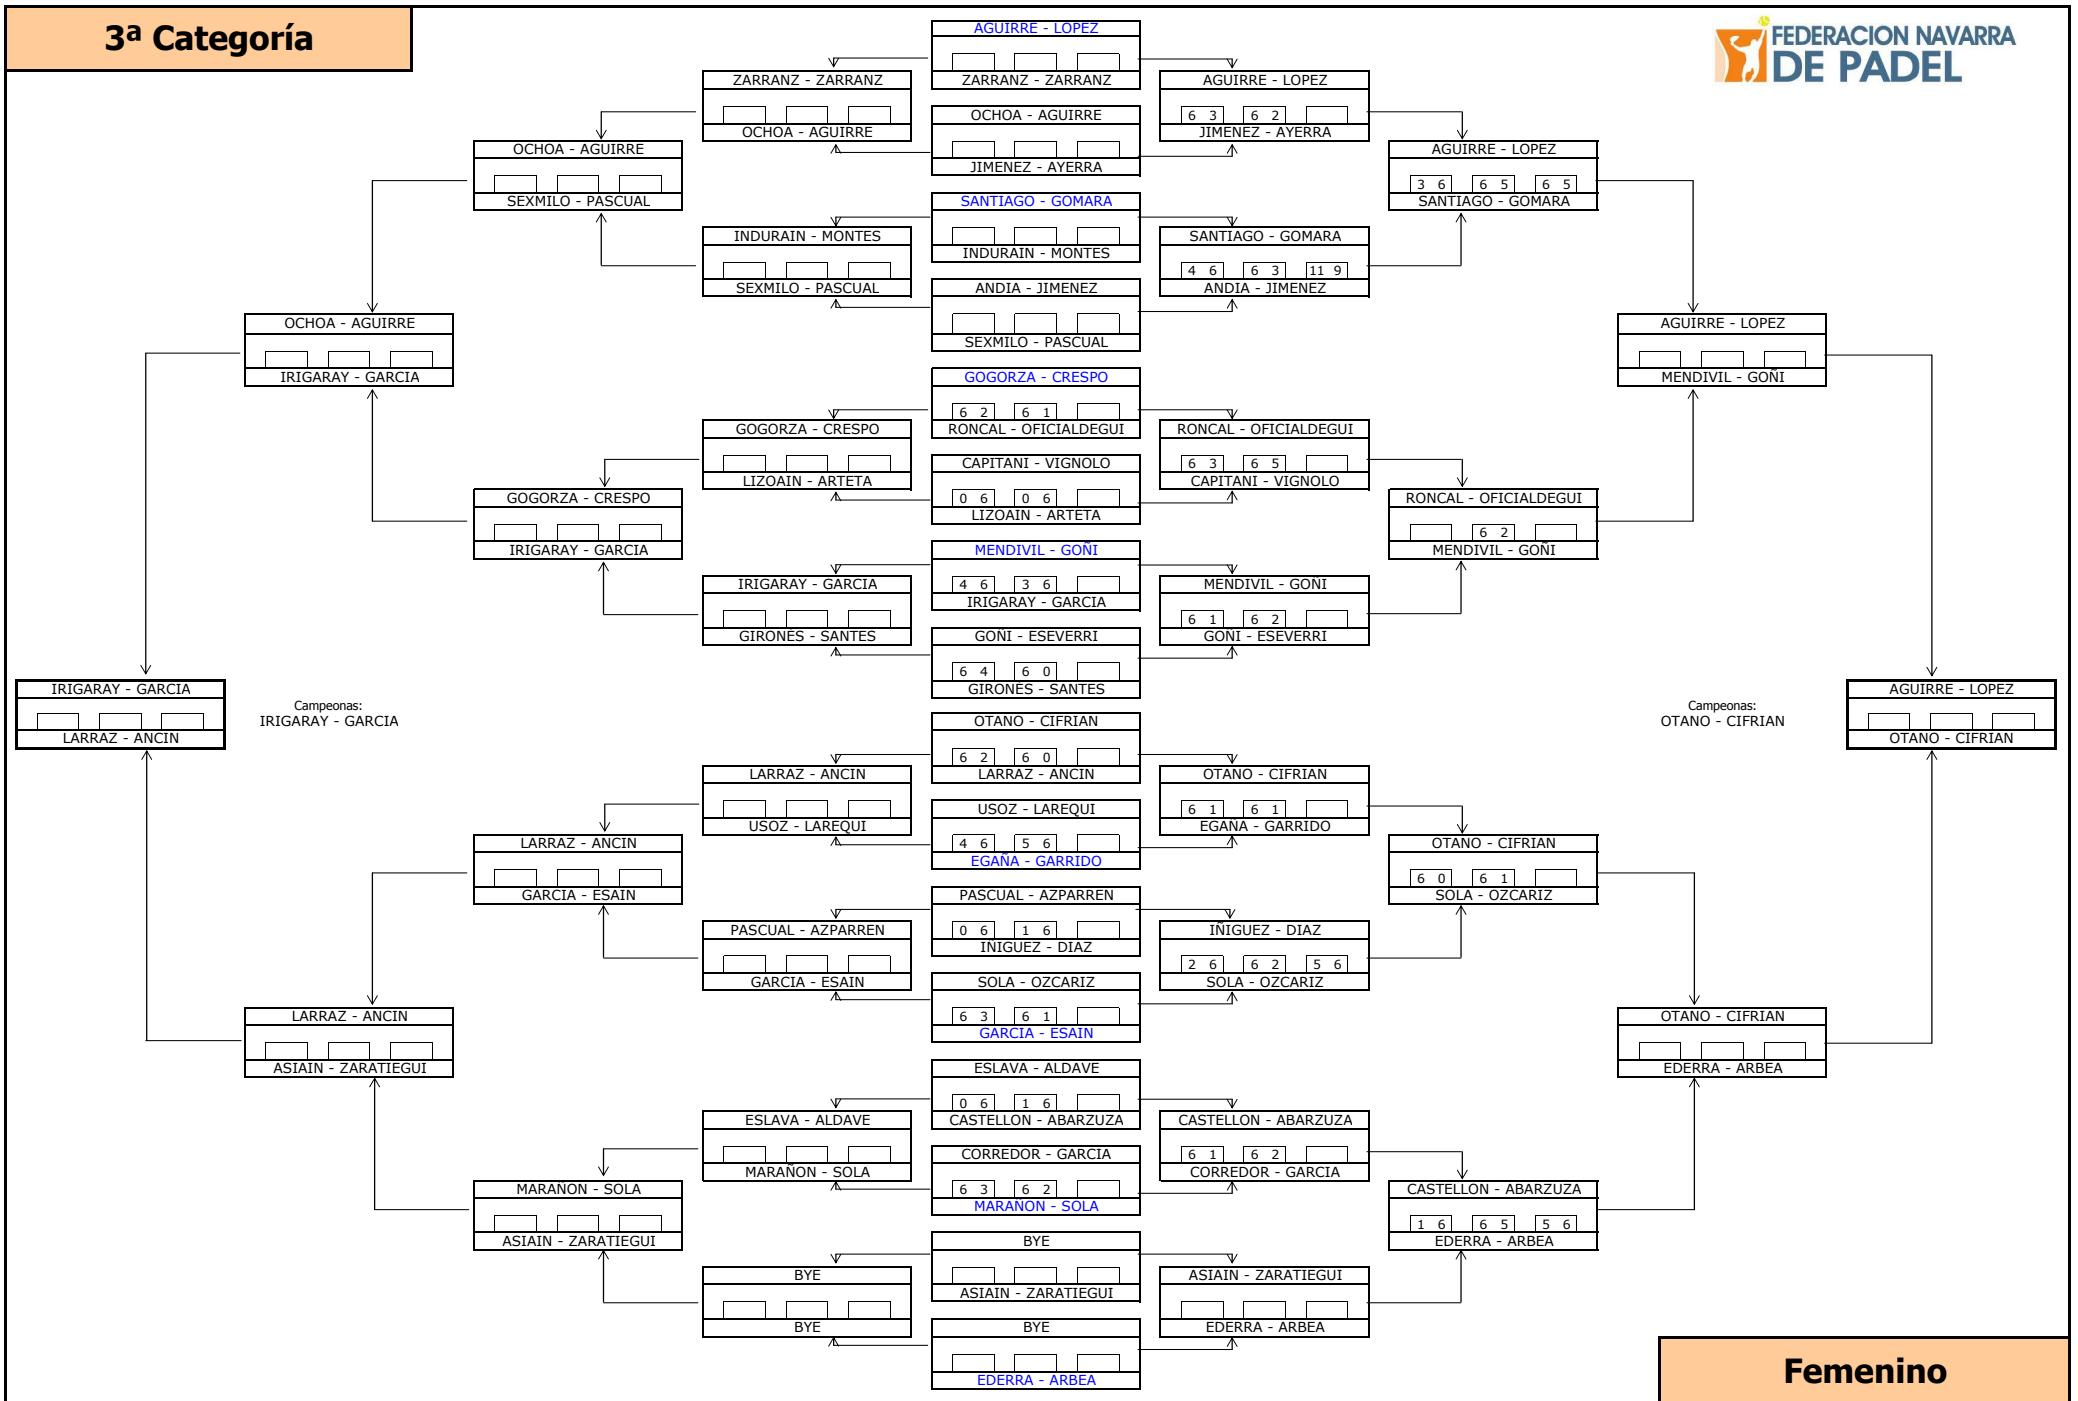 3ª Categoría
FEDERACION NAVARRA
DE PADEL
AGUIRRE - LOPEZ
ZARRANZ - ZARRANZ
OCHOA - AGUIRRE
JIMENEZ - AYERRA
SANTIAGO - GOMARA
INDURAIN - MONTES
ANDIA - JIMENEZ
SEXMILO - PASCUAL
GOGORZA - CRESPO
6 2 6 1
RONCAL - OFICIALDEGUI
CAPITANI - VIGNOLO
0 6 0 6
LIZOAIN - ARTETA
MENDIVIL - GOÑI
4 6 3 6
IRIGARAY - GARCIA
GOÑI - ESEVERRI
6 4 6 0
GIRONÉS - SANTES
OTANO - CIFRIAN
6 2 6 0
LARRAZ - ANCIN
USOZ - LAREQUI
4 6 5 6
EGAÑA - GARRIDO
PASCUAL - AZPARREN
0 6 1 6
IÑIGUEZ - DIAZ
SOLA - OZCARIZ
6 3 6 1
GARCIA - ESAIN
ESLAVA - ALDAVE
0 6 1 6
CASTELLON - ABARZUZA
CORREDOR - GARCIA
6 3 6 2
MARAÑON - SOLA
BYE
ASIAIN - ZARATIEGUI
BYE
EDERRA - ARBEA
ZARRANZ - ZARRANZ
OCHOA - AGUIRRE
INDURAIN - MONTES
SEXMILO - PASCUAL
GOGORZA - CRESPO
LIZOAIN - ARTETA
IRIGARAY - GARCIA
GIRONÉS - SANTES
LARRAZ - ANCIN
USOZ - LAREQUI
PASCUAL - AZPARREN
GARCIA - ESAIN
ESLAVA - ALDAVE
MARAÑON - SOLA
BYE
BYE
OCHOA - AGUIRRE
SEXMILO - PASCUAL
GOGORZA - CRESPO
IRIGARAY - GARCIA
LARRAZ - ANCIN
GARCIA - ESAIN
MARAÑON - SOLA
ASIAIN - ZARATIEGUI
OCHOA - AGUIRRE
IRIGARAY - GARCIA
LARRAZ - ANCIN
ASIAIN - ZARATIEGUI
IRIGARAY - GARCIA
LARRAZ - ANCIN
Campeonas:
IRIGARAY - GARCIA
AGUIRRE - LOPEZ
6 3 6 2
JIMENEZ - AYERRA
SANTIAGO - GOMARA
4 6 6 3 11 9
ANDIA - JIMENEZ
RONCAL - OFICIALDEGUI
6 3 6 5
CAPITANI - VIGNOLO
MENDIVIL - GOÑI
6 1 6 2
GOÑI - ESEVERRI
OTANO - CIFRIAN
6 1 6 1
EGAÑA - GARRIDO
IÑIGUEZ - DIAZ
2 6 6 2 5 6
SOLA - OZCARIZ
CASTELLON - ABARZUZA
6 1 6 2
CORREDOR - GARCIA
ASIAIN - ZARATIEGUI
EDERRA - ARBEA
AGUIRRE - LOPEZ
3 6 6 5 6 5
SANTIAGO - GOMARA
RONCAL - OFICIALDEGUI
6 2
MENDIVIL - GOÑI
OTANO - CIFRIAN
6 0 6 1
SOLA - OZCARIZ
CASTELLON - ABARZUZA
1 6 6 5 5 6
EDERRA - ARBEA
AGUIRRE - LOPEZ
MENDIVIL - GOÑI
OTANO - CIFRIAN
EDERRA - ARBEA
Campeonas:
OTANO - CIFRIAN
AGUIRRE - LOPEZ
OTANO - CIFRIAN
Femenino